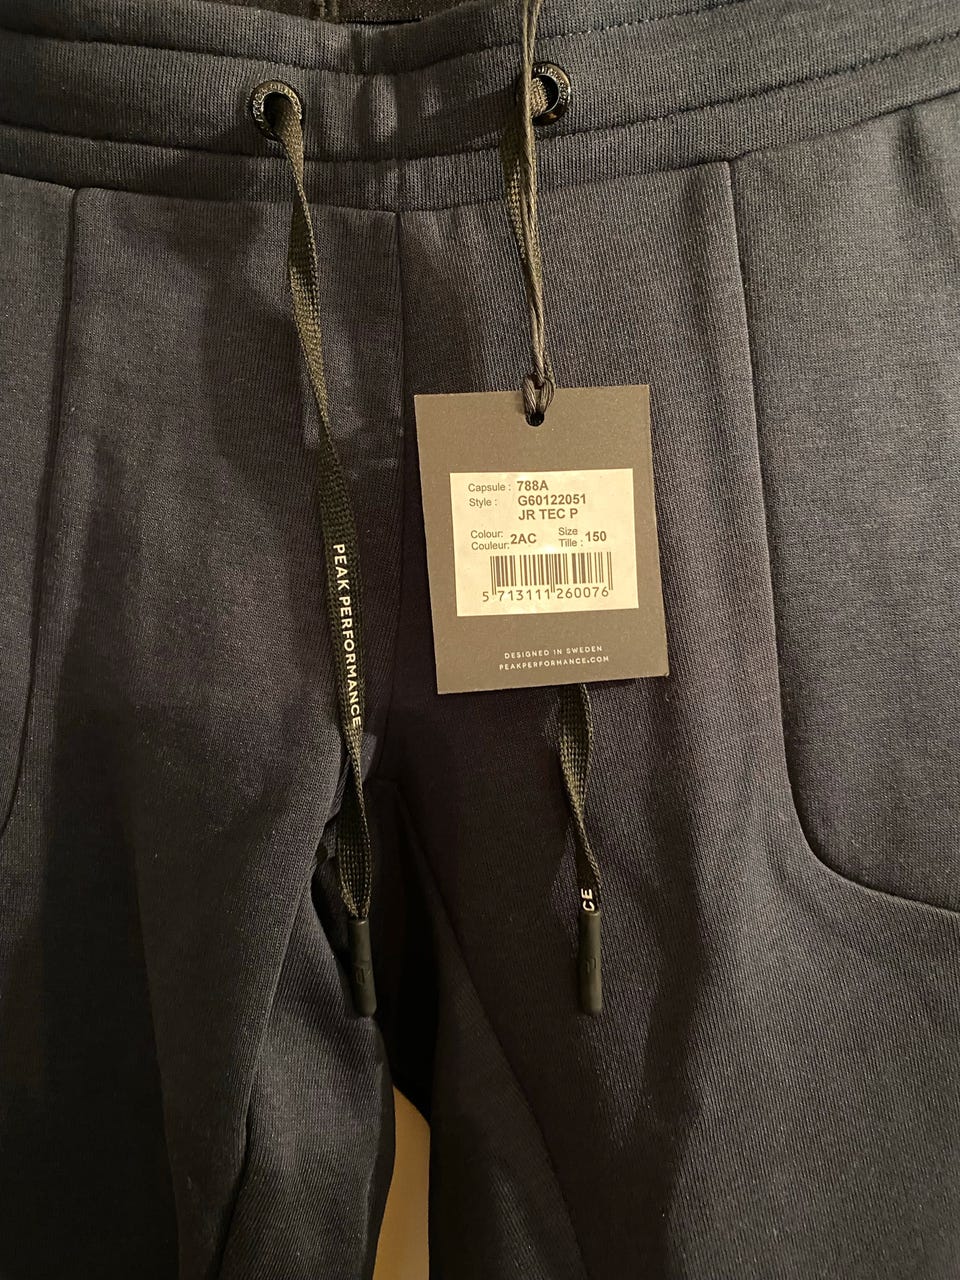 PEAK PERFORMANCE
Capsule : 788A
Style : G60122051
JR TEC P
Colour: Size
Couleur: 2AC Tille : 150
5 713111 260076
DESIGNED IN SWEDEN
PEAKPERFORMANCE.COM
CE